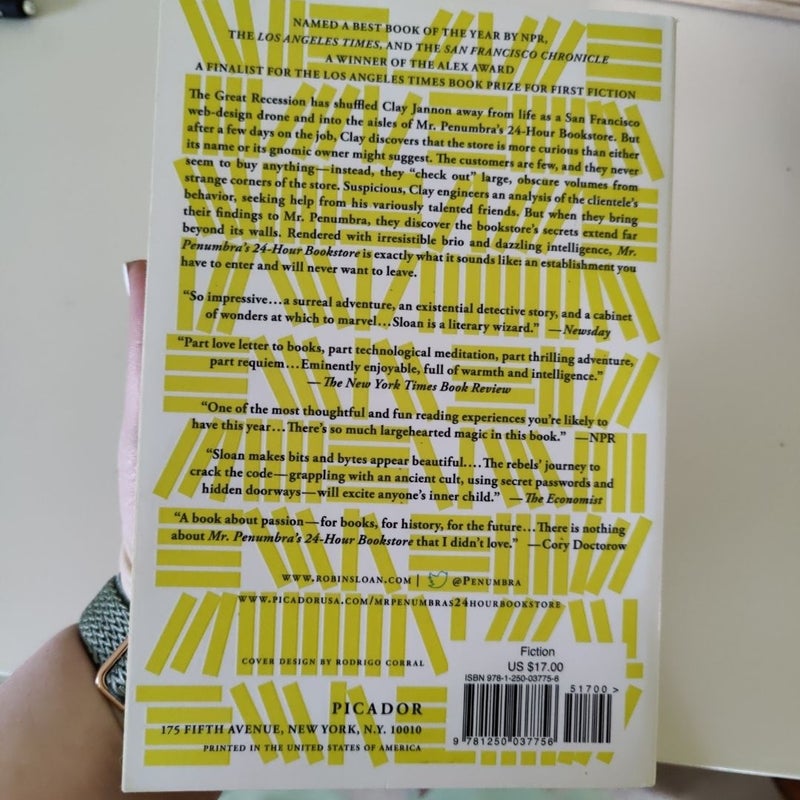 NAMED A BEST BOOK OF THE YEAR BY NPR,
THE LOS ANGELES TIMES, AND THE SAN FRANCISCO CHRONICLE
A WINNER OF THE ALEX AWARD
A FINALIST FOR THE LOS ANGELES TIMES BOOK PRIZE FOR FIRST FICTION
The Great Recession has shuffled Clay Jannon away from life as a San Francisco
web-design drone and into the aisles of Mr. Penumbra's 24-Hour Bookstore. But
after a few days on the job, Clay discovers that the store is more curious than either
its name or its gnomic owner might suggest. The customers are few, and they never
seem to buy anything—instead, they "check out" large, obscure volumes from
strange corners of the store. Suspicious, Clay engineers an analysis of the clientele's
behavior, seeking help from his variously talented friends. But when they bring
their findings to Mr. Penumbra, they discover the bookstore's secrets extend far
beyond its walls. Rendered with irresistible brio and dazzling intelligence, Mr.
Penumbra's 24-Hour Bookstore is exactly what it sounds like: an establishment you
have to enter and will never want to leave.
"So impressive...a surreal adventure, an existential detective story, and a cabinet
of wonders at which to marvel...Sloan is a literary wizard." —Newsday
"Part love letter to books, part technological meditation, part thrilling adventure,
part requiem...Eminently enjoyable, full of warmth and intelligence."
—The New York Times Book Review
"One of the most thoughtful and fun reading experiences you're likely to
have this year...There's so much largehearted magic in this book." —NPR
"Sloan makes bits and bytes appear beautiful....The rebels' journey to
crack the code—grappling with an ancient cult, using secret passwords and
hidden doorways—will excite anyone's inner child." —The Economist
"A book about passion—for books, for history, for the future...There is nothing
about Mr. Penumbra's 24-Hour Bookstore that I didn't love." —Cory Doctorow
WWW.ROBINSLOAN.COM | @PENUMBRA
WWW.PICADORUSA.COM/MRPENUMBRAS24HOURBOOKSTORE
COVER DESIGN BY RODRIGO CORRAL
PICADOR
175 FIFTH AVENUE, NEW YORK, N.Y. 10010
PRINTED IN THE UNITED STATES OF AMERICA
Fiction
US $17.00
ISBN 978-1-250-03775-6
51700 >
9 781250 037756